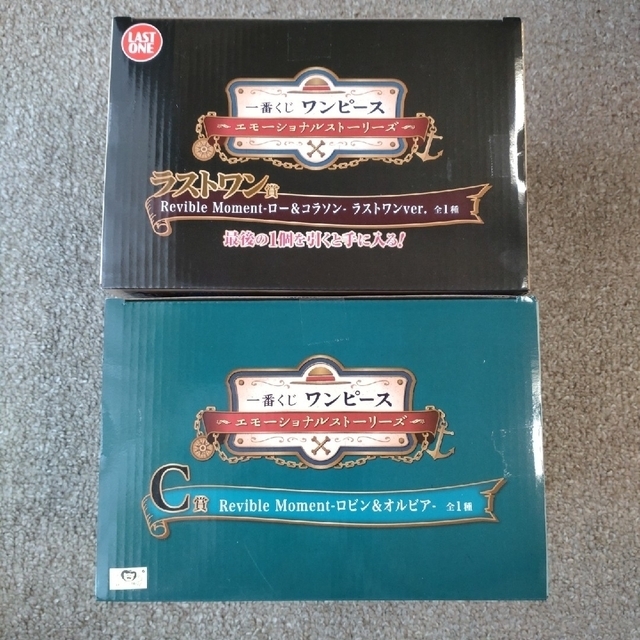 LAST
ONE
一番くじ ワンピース
エモーショナルストーリーズ
ラストワン賞
Revible Moment-ロー&コラソン- ラストワンver. 全1種
最後の1個を引くと手に入る!
一番くじ ワンピース
エモーショナルストーリーズ
C賞
Revible Moment-ロビン&オルビア- 全1種